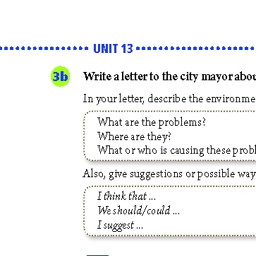 UNIT 13
3b Write a letter to the city mayor abou
In your letter, describe the environme
What are the problems?
Where are they?
What or who is causing these probl
Also, give suggestions or possible way
I think that ...
We should/could ...
I suggest ...